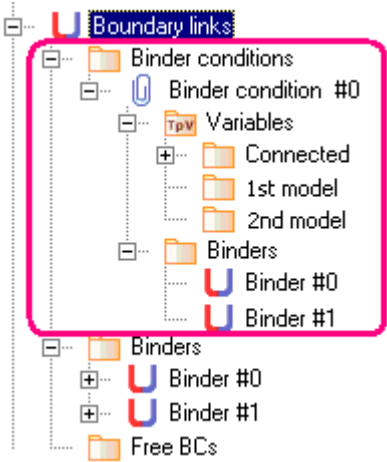 Boundary links
Binder conditions
Binder condition #0
TpV Variables
Connected
1st model
2nd model
Binders
Binder #0
Binder #1
Binders
Binder #0
Binder #1
Free BCs